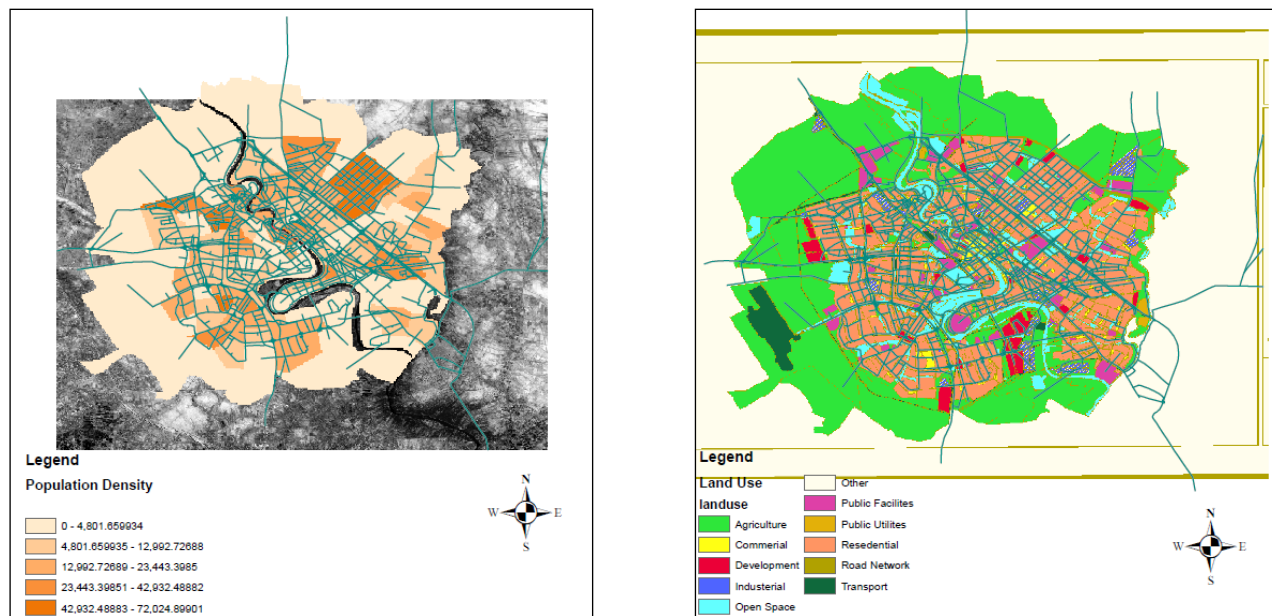 Legend
Population Density
0 - 4,801.659934
4,801.659935 - 12,992.72688
12,992.72689 - 23,443.3985
23,443.39851 - 42,932.48882
42,932.48883 - 72,024.89901
N
W E
S
Legend
Land Use
landuse
Agriculture
Commerial
Development
Industerial
Open Space
Other
Public Facilites
Public Utilites
Resedential
Road Network
Transport
N
W E
S